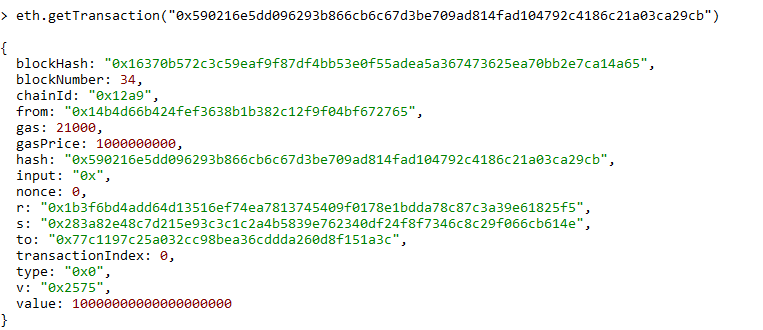 > eth.getTransaction("0x590216e5dd096293b866cb6c67d3be709ad814fad104792c4186c21a03ca29cb")
{
blockHash: "0x16370b572c3c59eaf9f87df4bb53e0f55adea5a367473625ea70bb2e7ca14a65",
blockNumber: 34,
chainId: "0x12a9",
from: "0x14b4d66b424fef3638b1b382c12f9f04bf672765",
gas: 21000,
gasPrice: 1000000000,
hash: "0x590216e5dd096293b866cb6c67d3be709ad814fad104792c4186c21a03ca29cb",
input: "0x",
nonce: 0,
r: "0x1b3f6bd4add64d13516ef74ea7813745409f0178e1bdda78c87c3a39e61825f5",
s: "0x283a82e48c7d215e93c3c1c2a4b5839e762340df24f8f7346c8c29f066cb614e",
to: "0x77c1197c25a032cc98bea36cddda260d8f151a3c",
transactionIndex: 0,
type: "0x0",
v: "0x2575",
value: 10000000000000000000
}